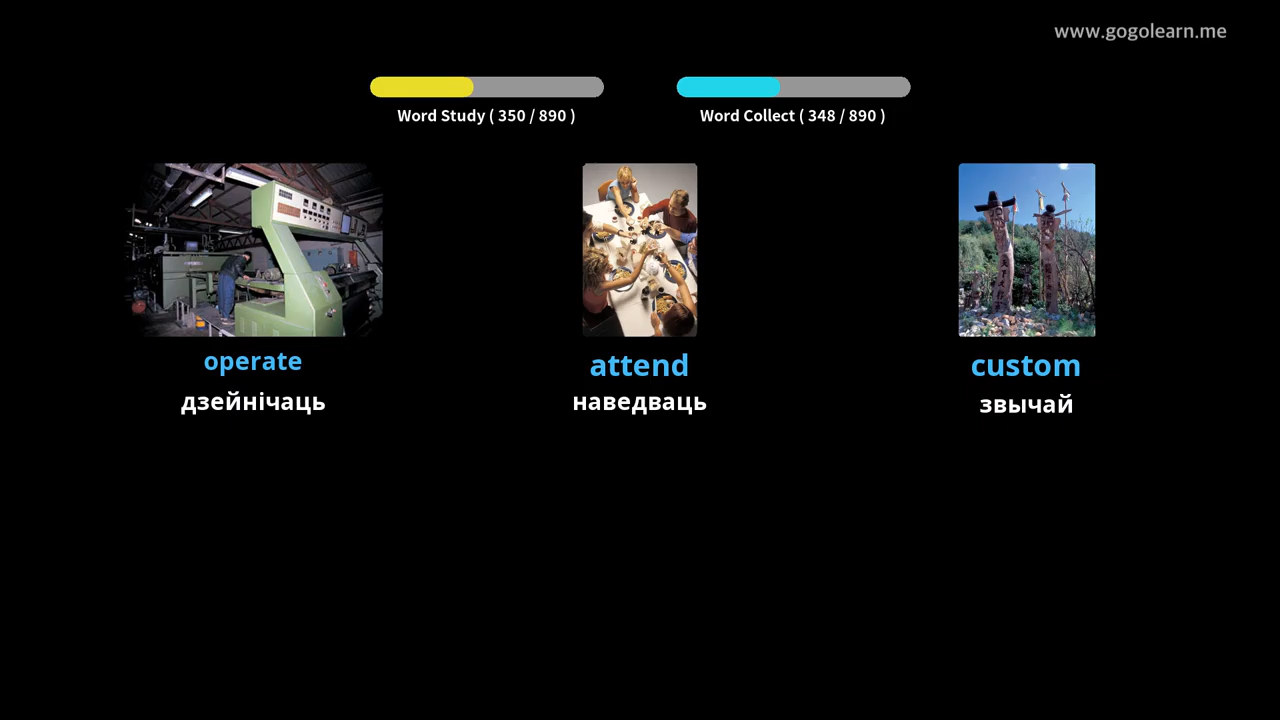 www.gogolearn.me
Word Study ( 350 / 890 )
Word Collect ( 348 / 890 )
operate
attend
custom
дзейнічаць
наведваць
звычай